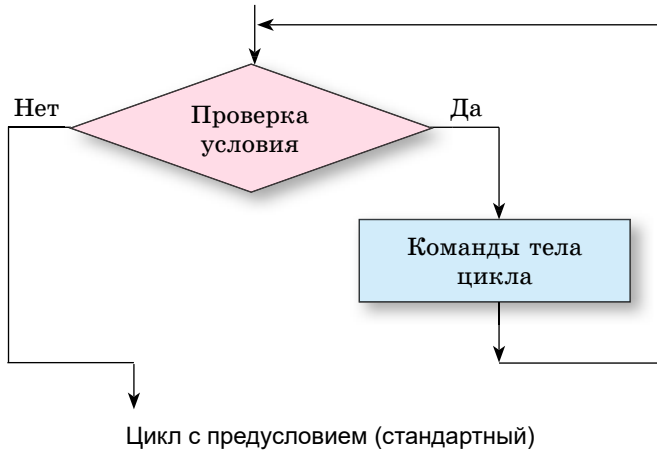 Нет
Проверка
условия
Да
Команды тела
цикла
Цикл с предусловием (стандартный)